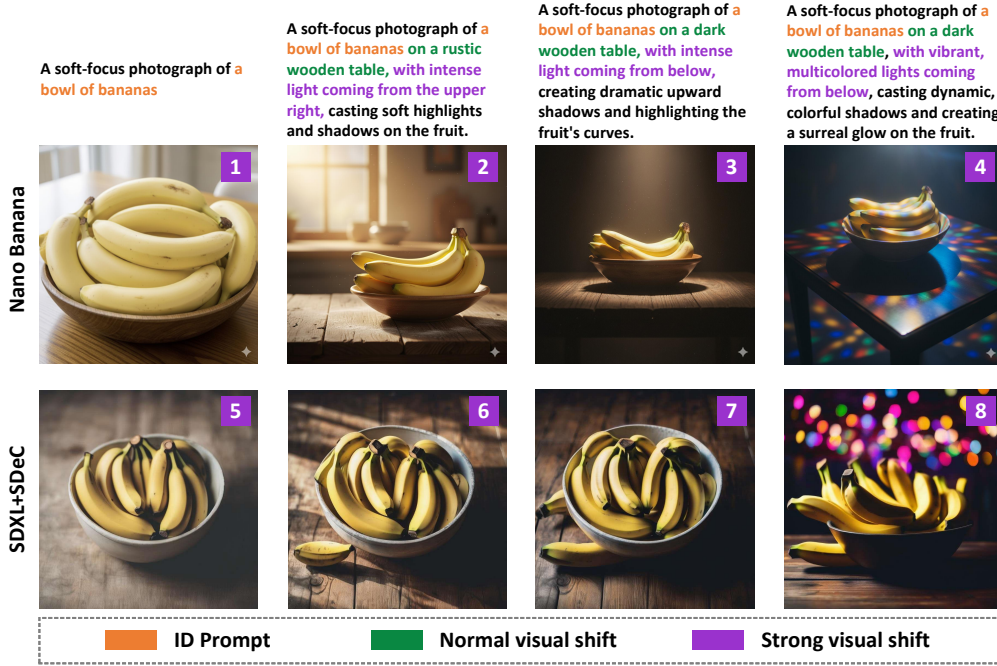 A soft-focus photograph of a
bowl of bananas
A soft-focus photograph of a
bowl of bananas on a rustic
wooden table, with intense
light coming from the upper
right, casting soft highlights
and shadows on the fruit.
A soft-focus photograph of a
bowl of bananas on a dark
wooden table, with intense
light coming from below,
creating dramatic upward
shadows and highlighting the
fruit's curves.
A soft-focus photograph of a
bowl of bananas on a dark
wooden table, with vibrant,
multicolored lights coming
from below, casting dynamic,
colorful shadows and creating
a surreal glow on the fruit.
Nano Banana
1
2
3
4
SDXL+SDeC
5
6
7
8
ID Prompt
Normal visual shift
Strong visual shift